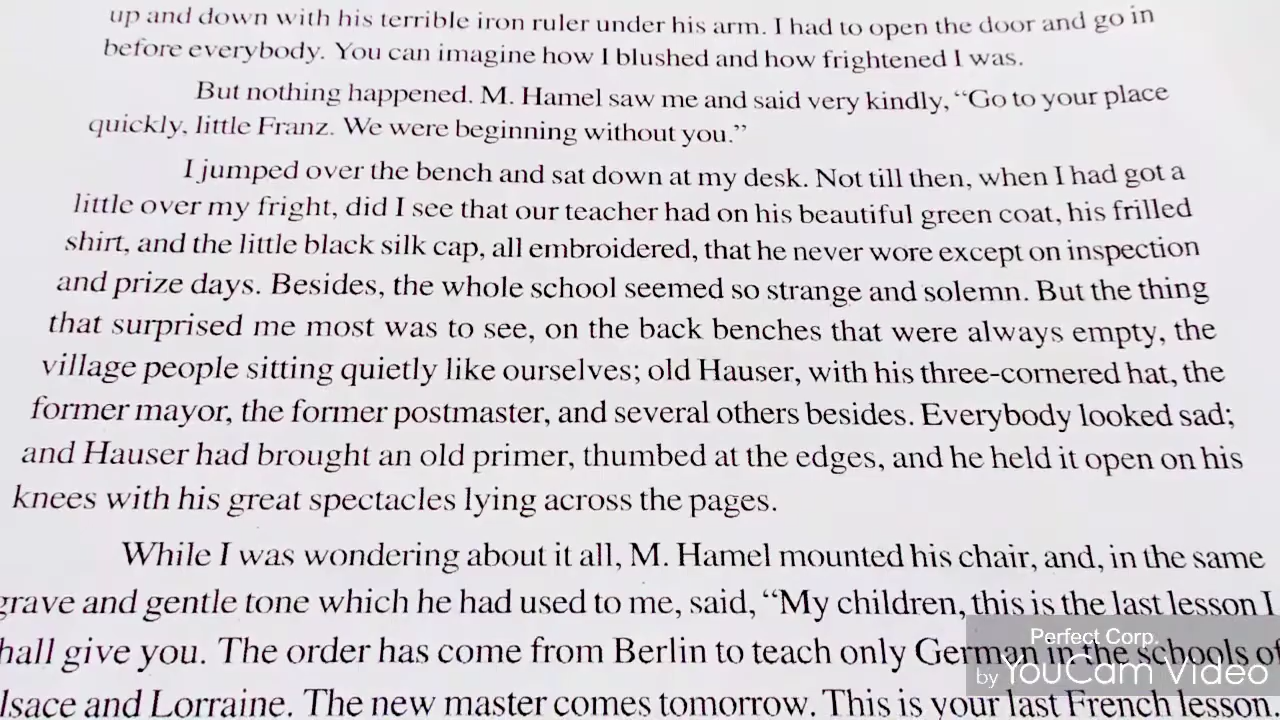 up and down with his terrible iron ruler under his arm. I had to open the door and go in
before everybody. You can imagine how I blushed and how frightened I was.
But nothing happened. M. Hamel saw me and said very kindly, “Go to your place
quickly, little Franz. We were beginning without you.”
I jumped over the bench and sat down at my desk. Not till then, when I had got a
little over my fright, did I see that our teacher had on his beautiful green coat, his frilled
shirt, and the little black silk cap, all embroidered, that he never wore except on inspection
and prize days. Besides, the whole school seemed so strange and solemn. But the thing
that surprised me most was to see, on the back benches that were always empty, the
village people sitting quietly like ourselves; old Hauser, with his three-cornered hat, the
former mayor, the former postmaster, and several others besides. Everybody looked sad;
and Hauser had brought an old primer, thumbed at the edges, and he held it open on his
knees with his great spectacles lying across the pages.
While I was wondering about it all, M. Hamel mounted his chair, and, in the same
grave and gentle tone which he had used to me, said, “My children, this is the last lesson I
hall give you. The order has come from Berlin to teach only German in the schools of
lsace and Lorraine. The new master comes tomorrow. This is your last French lesson.
Perfect Corp.
by YouCam Video